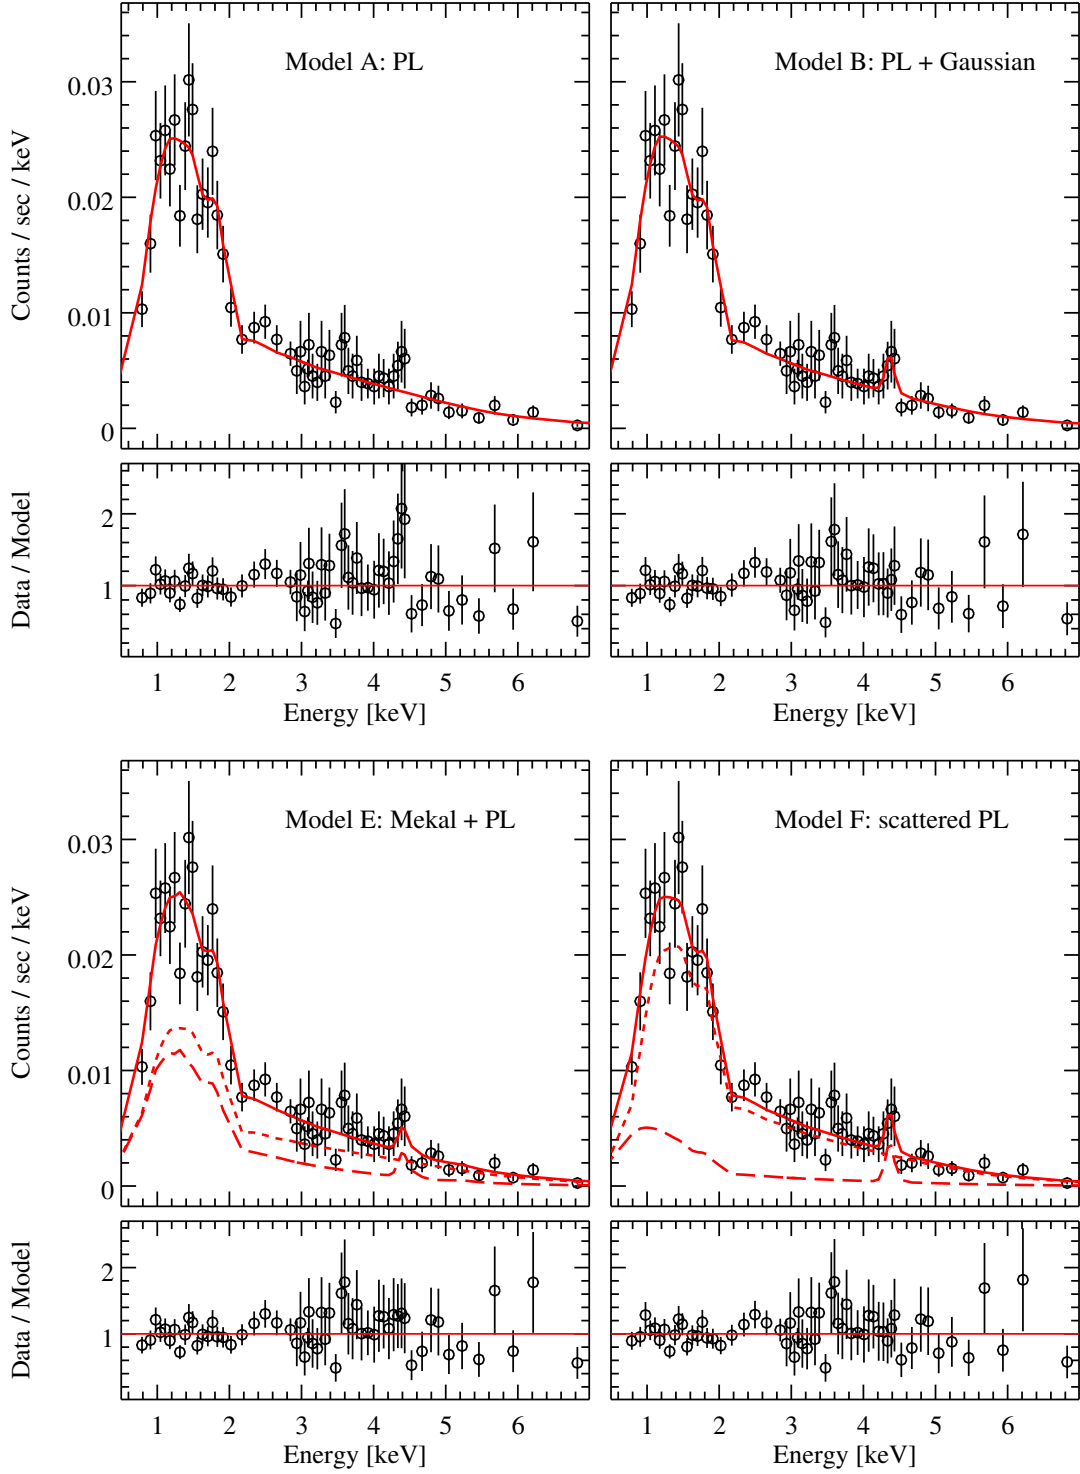 Model A: PL
Model B: PL + Gaussian
Counts / sec / keV
0.03
0.02
0.01
0
Data / Model
2
1
1 2 3 4 5 6
Energy [keV]
1 2 3 4 5 6
Energy [keV]
Model E: Mekal + PL
Model F: scattered PL
Counts / sec / keV
0.03
0.02
0.01
0
Data / Model
2
1
1 2 3 4 5 6
Energy [keV]
1 2 3 4 5 6
Energy [keV]